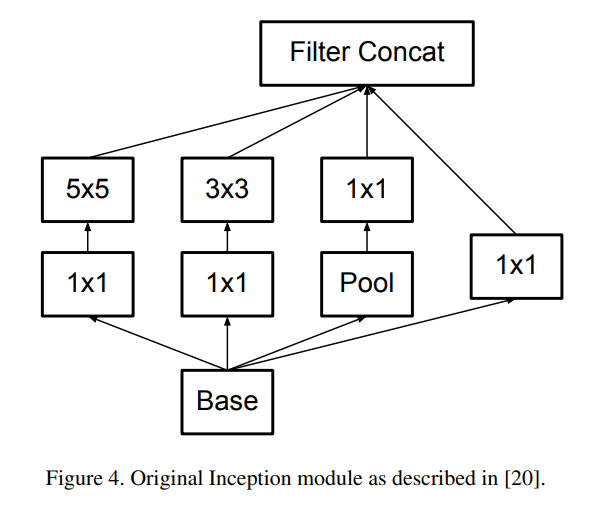 Filter Concat
5x5
3x3
1x1
1x1
1x1
1x1
Pool
Base
Figure 4. Original Inception module as described in [20].